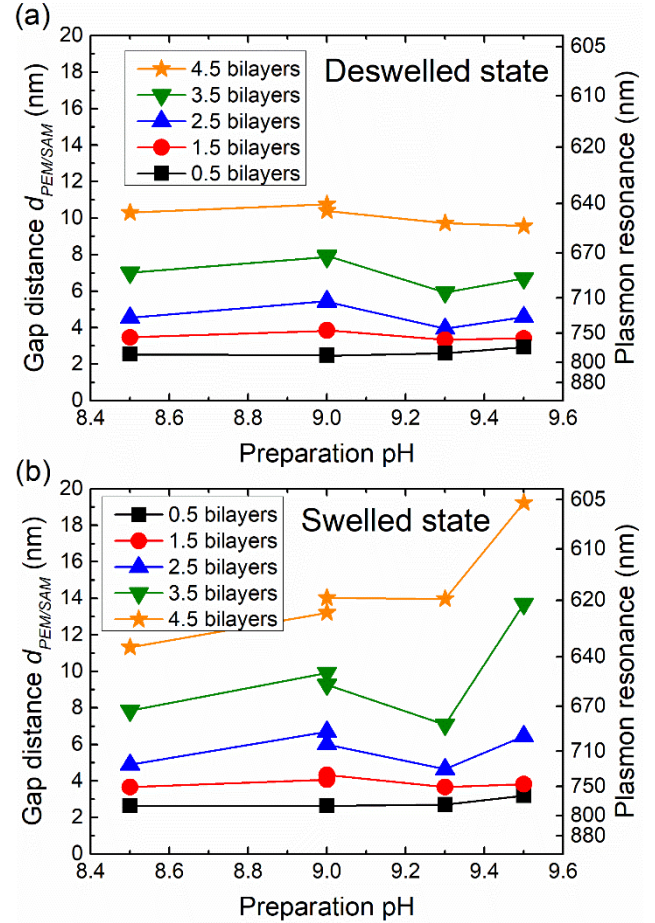 (a)
Deswelled state
4.5 bilayers
3.5 bilayers
2.5 bilayers
1.5 bilayers
0.5 bilayers
Gap distance d_PEM/SAM (nm)
20
18
16
14
12
10
8
6
4
2
0
605
610
620
640
670
710
750
800
880
Plasmon resonance (nm)
8.4 8.6 8.8 9.0 9.2 9.4 9.6
Preparation pH
(b)
Swelled state
0.5 bilayers
1.5 bilayers
2.5 bilayers
3.5 bilayers
4.5 bilayers
Gap distance d_PEM/SAM (nm)
20
18
16
14
12
10
8
6
4
2
0
605
610
620
640
670
710
750
800
880
Plasmon resonance (nm)
8.4 8.6 8.8 9.0 9.2 9.4 9.6
Preparation pH